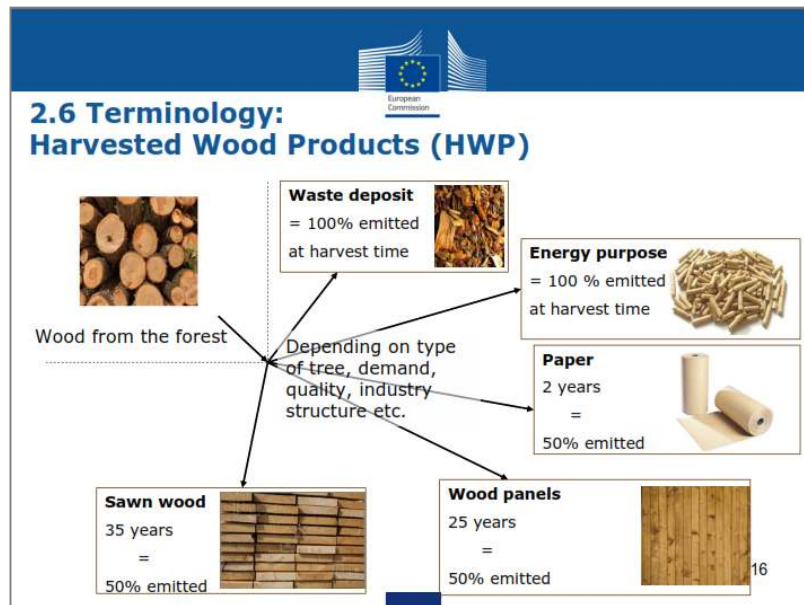 European
Commission
2.6 Terminology:
Harvested Wood Products (HWP)
Waste deposit
= 100% emitted
at harvest time
Energy purpose
= 100 % emitted
at harvest time
Wood from the forest
Depending on type
of tree, demand,
quality, industry
structure etc.
Paper
2 years
=
50% emitted
Sawn wood
35 years
=
50% emitted
Wood panels
25 years
=
50% emitted
16